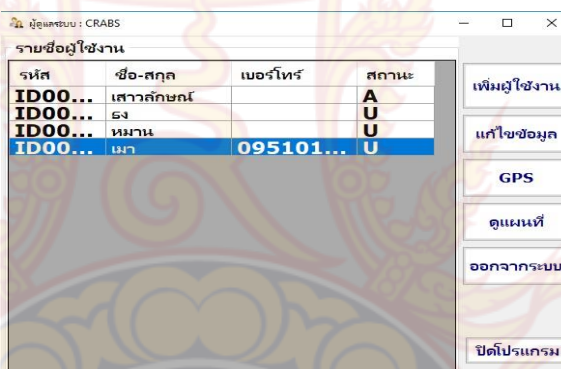 ผู้ดูแลระบบ : CRABS
รายชื่อผู้ใช้งาน
รหัส ชื่อ-สกุล เบอร์โทร์ สถานะ
ID00... เสาวลักษณ์ A
ID00... ธง U
ID00... หมาน U
ID00... เมา 095101... U
เพิ่มผู้ใช้งาน
แก้ไขข้อมูล
GPS
ดูแผนที่
ออกจากระบบ
ปิดโปรแกรม